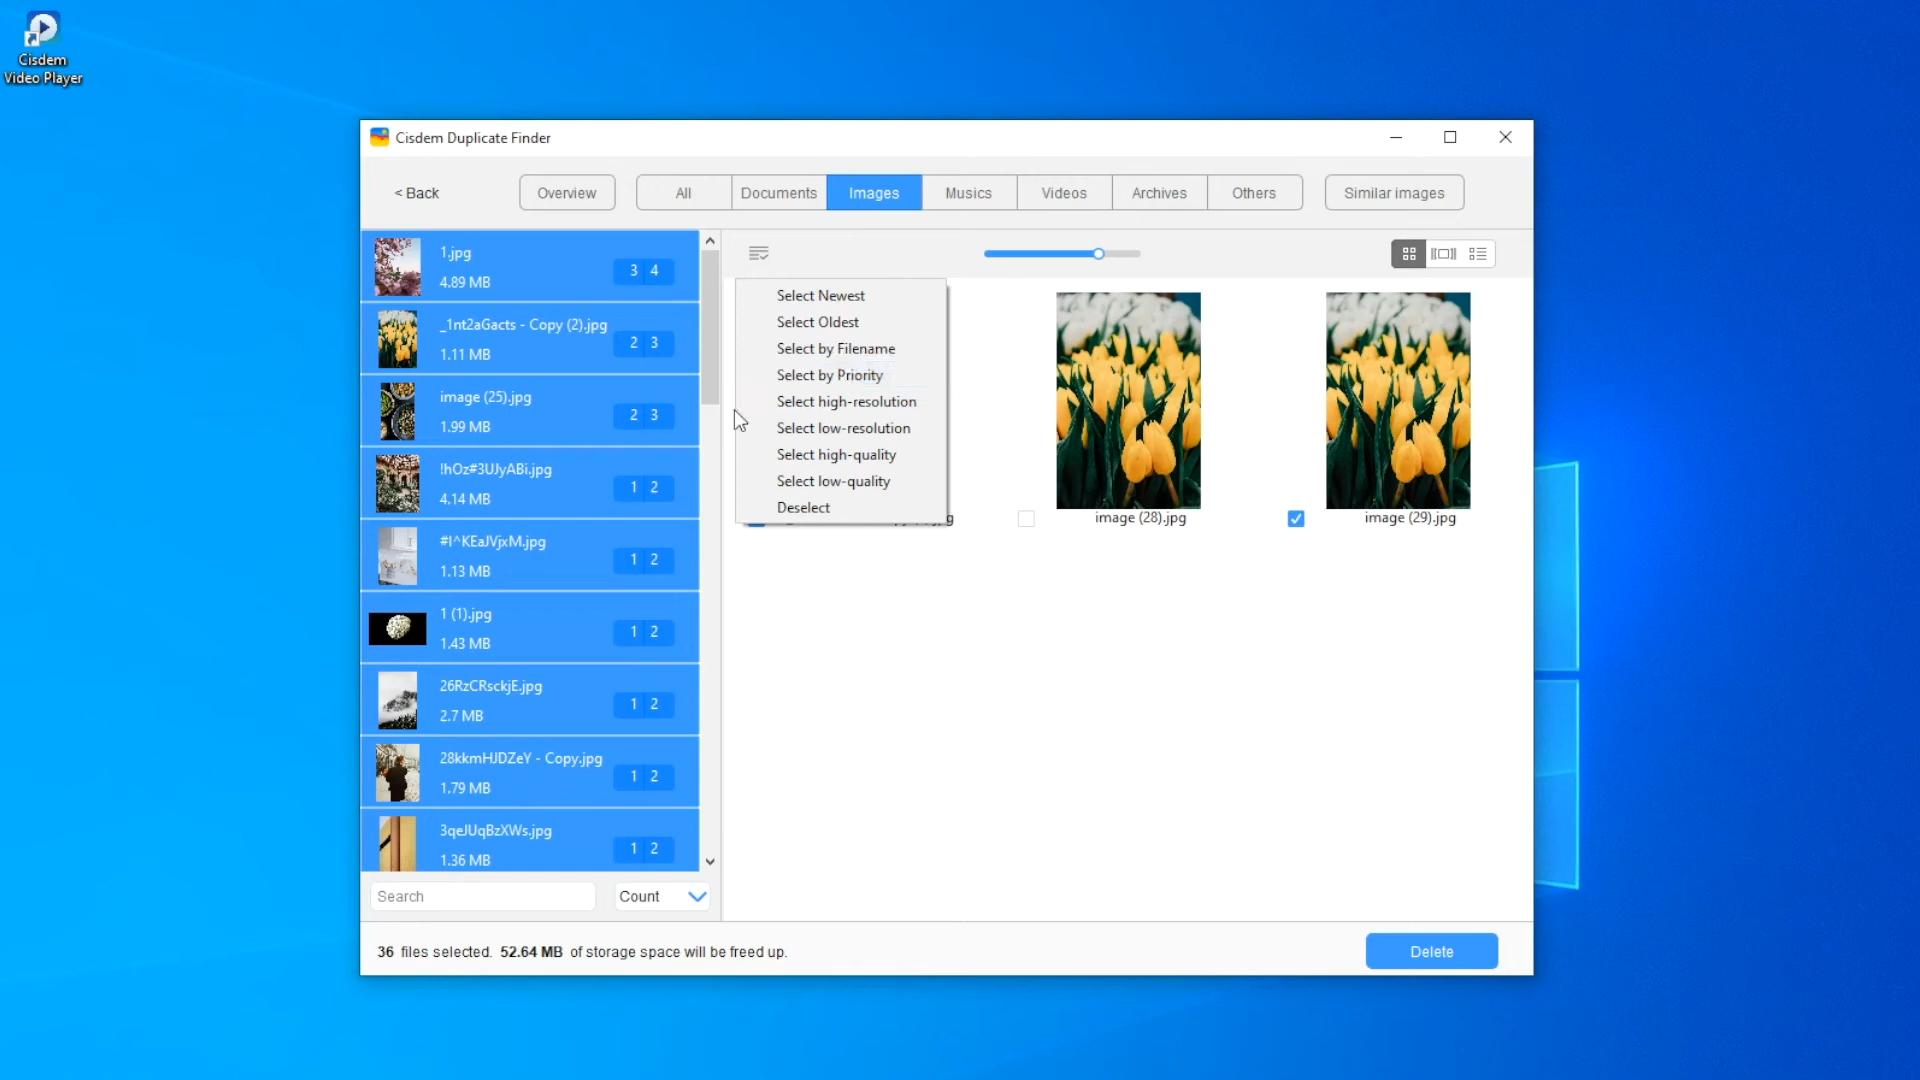 Cisdem
Video Player
Cisdem Duplicate Finder
< Back
Overview
All
Documents
Images
Musics
Videos
Archives
Others
Similar images
1.jpg
4.89 MB
3 4
_1nt2aGacts - Copy (2).jpg
1.11 MB
2 3
image (25).jpg
1.99 MB
2 3
!hOz#3UJyABi.jpg
4.14 MB
1 2
#I^KEaJVjxM.jpg
1.13 MB
1 2
1 (1).jpg
1.43 MB
1 2
26RzCRsckjE.jpg
2.7 MB
1 2
28kkmHJDZeY - Copy.jpg
1.79 MB
1 2
3qeJUqBzXWs.jpg
1.36 MB
1 2
Search
Count
Select Newest
Select Oldest
Select by Filename
Select by Priority
Select high-resolution
Select low-resolution
Select high-quality
Select low-quality
Deselect
image (28).jpg
image (29).jpg
36 files selected. 52.64 MB of storage space will be freed up.
Delete